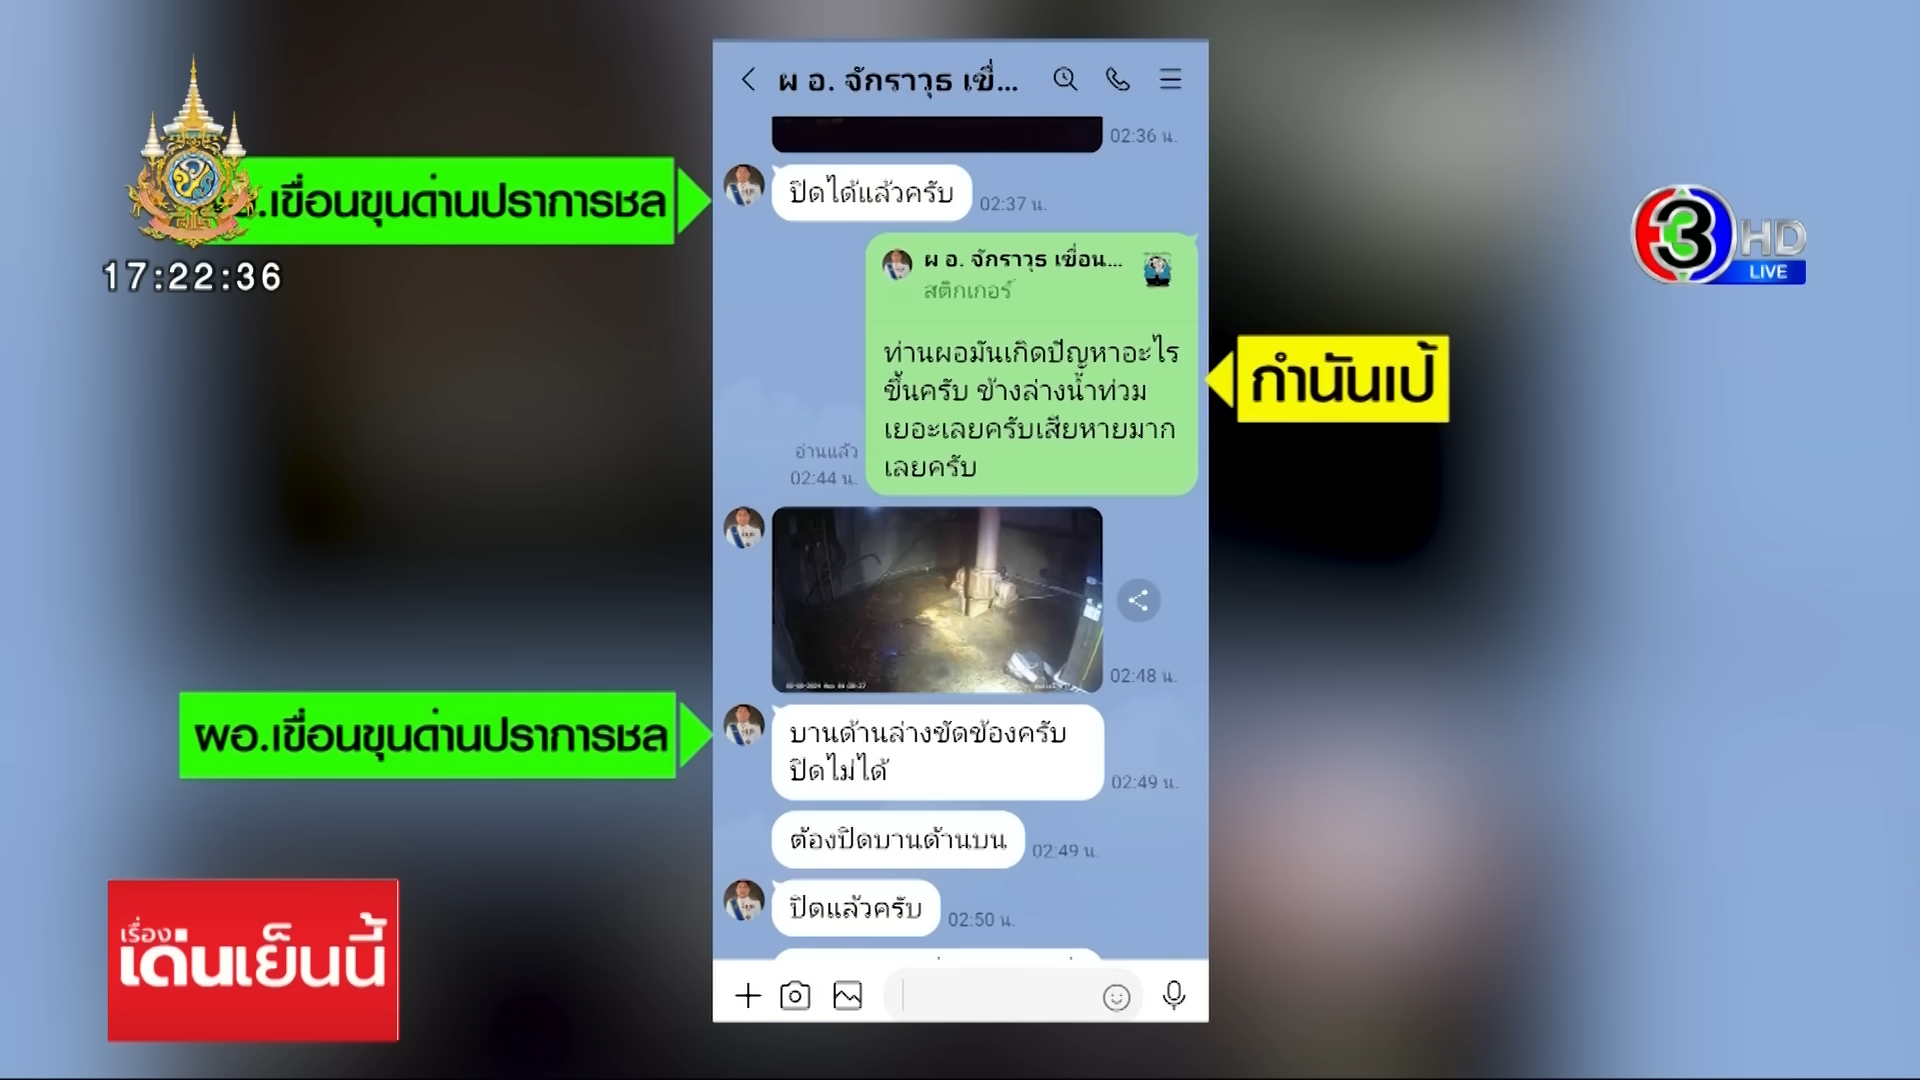 ผ อ. จักราวุธ เขื่...
02:36 น.
.เขื่อนขุนด่านปราการชล
ปิดได้แล้วครับ
02:37 น.
17:22:36
3 HD
LIVE
ผ อ. จักราวุธ เขื่อน...
สติกเกอร์
ท่านผอมันเกิดปัญหาอะไร
ขึ้นครับ ข้างล่างน้ำท่วม
เยอะเลยครับเสียหายมาก
เลยครับ
อ่านแล้ว
02:44 น.
กำนันเป้
02:48 น.
ผอ.เขื่อนขุนด่านปราการชล
บานด้านล่างขัดข้องครับ
ปิดไม่ได้
02:49 น.
ต้องปิดบานด้านบน
02:49 น.
ปิดแล้วครับ
02:50 น.
เรื่อง
เด่นเย็นนี้